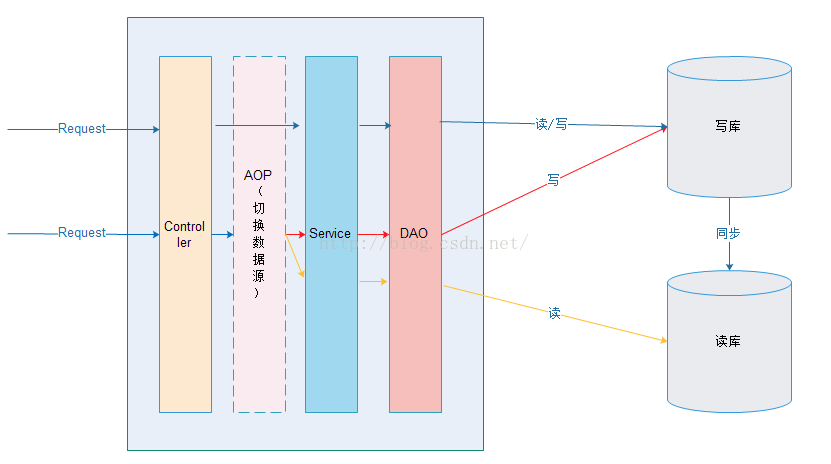 Request
Request
Control
ler
AOP
（
切
换
数
据
源
）
Service
DAO
读/写
写
读
写库
同步
读库
http://blog.csdn.net/